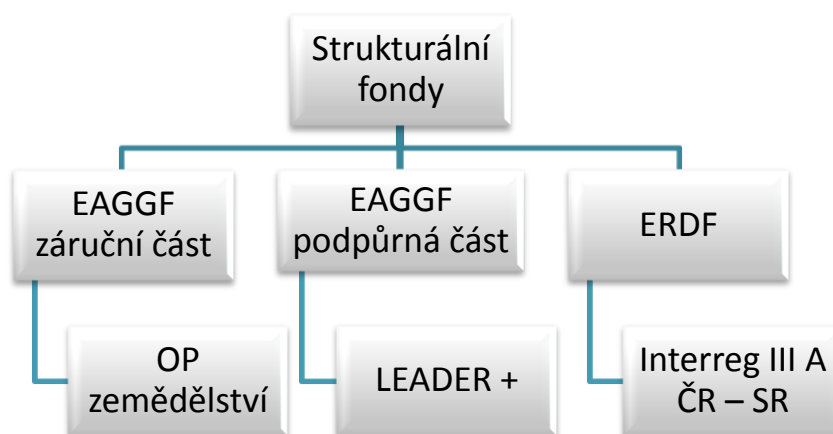 Strukturální
fondy
EAGGF
záruční část
EAGGF
podpůrná část
ERDF
OP
zemědělství
LEADER +
Interreg III A
ČR – SR